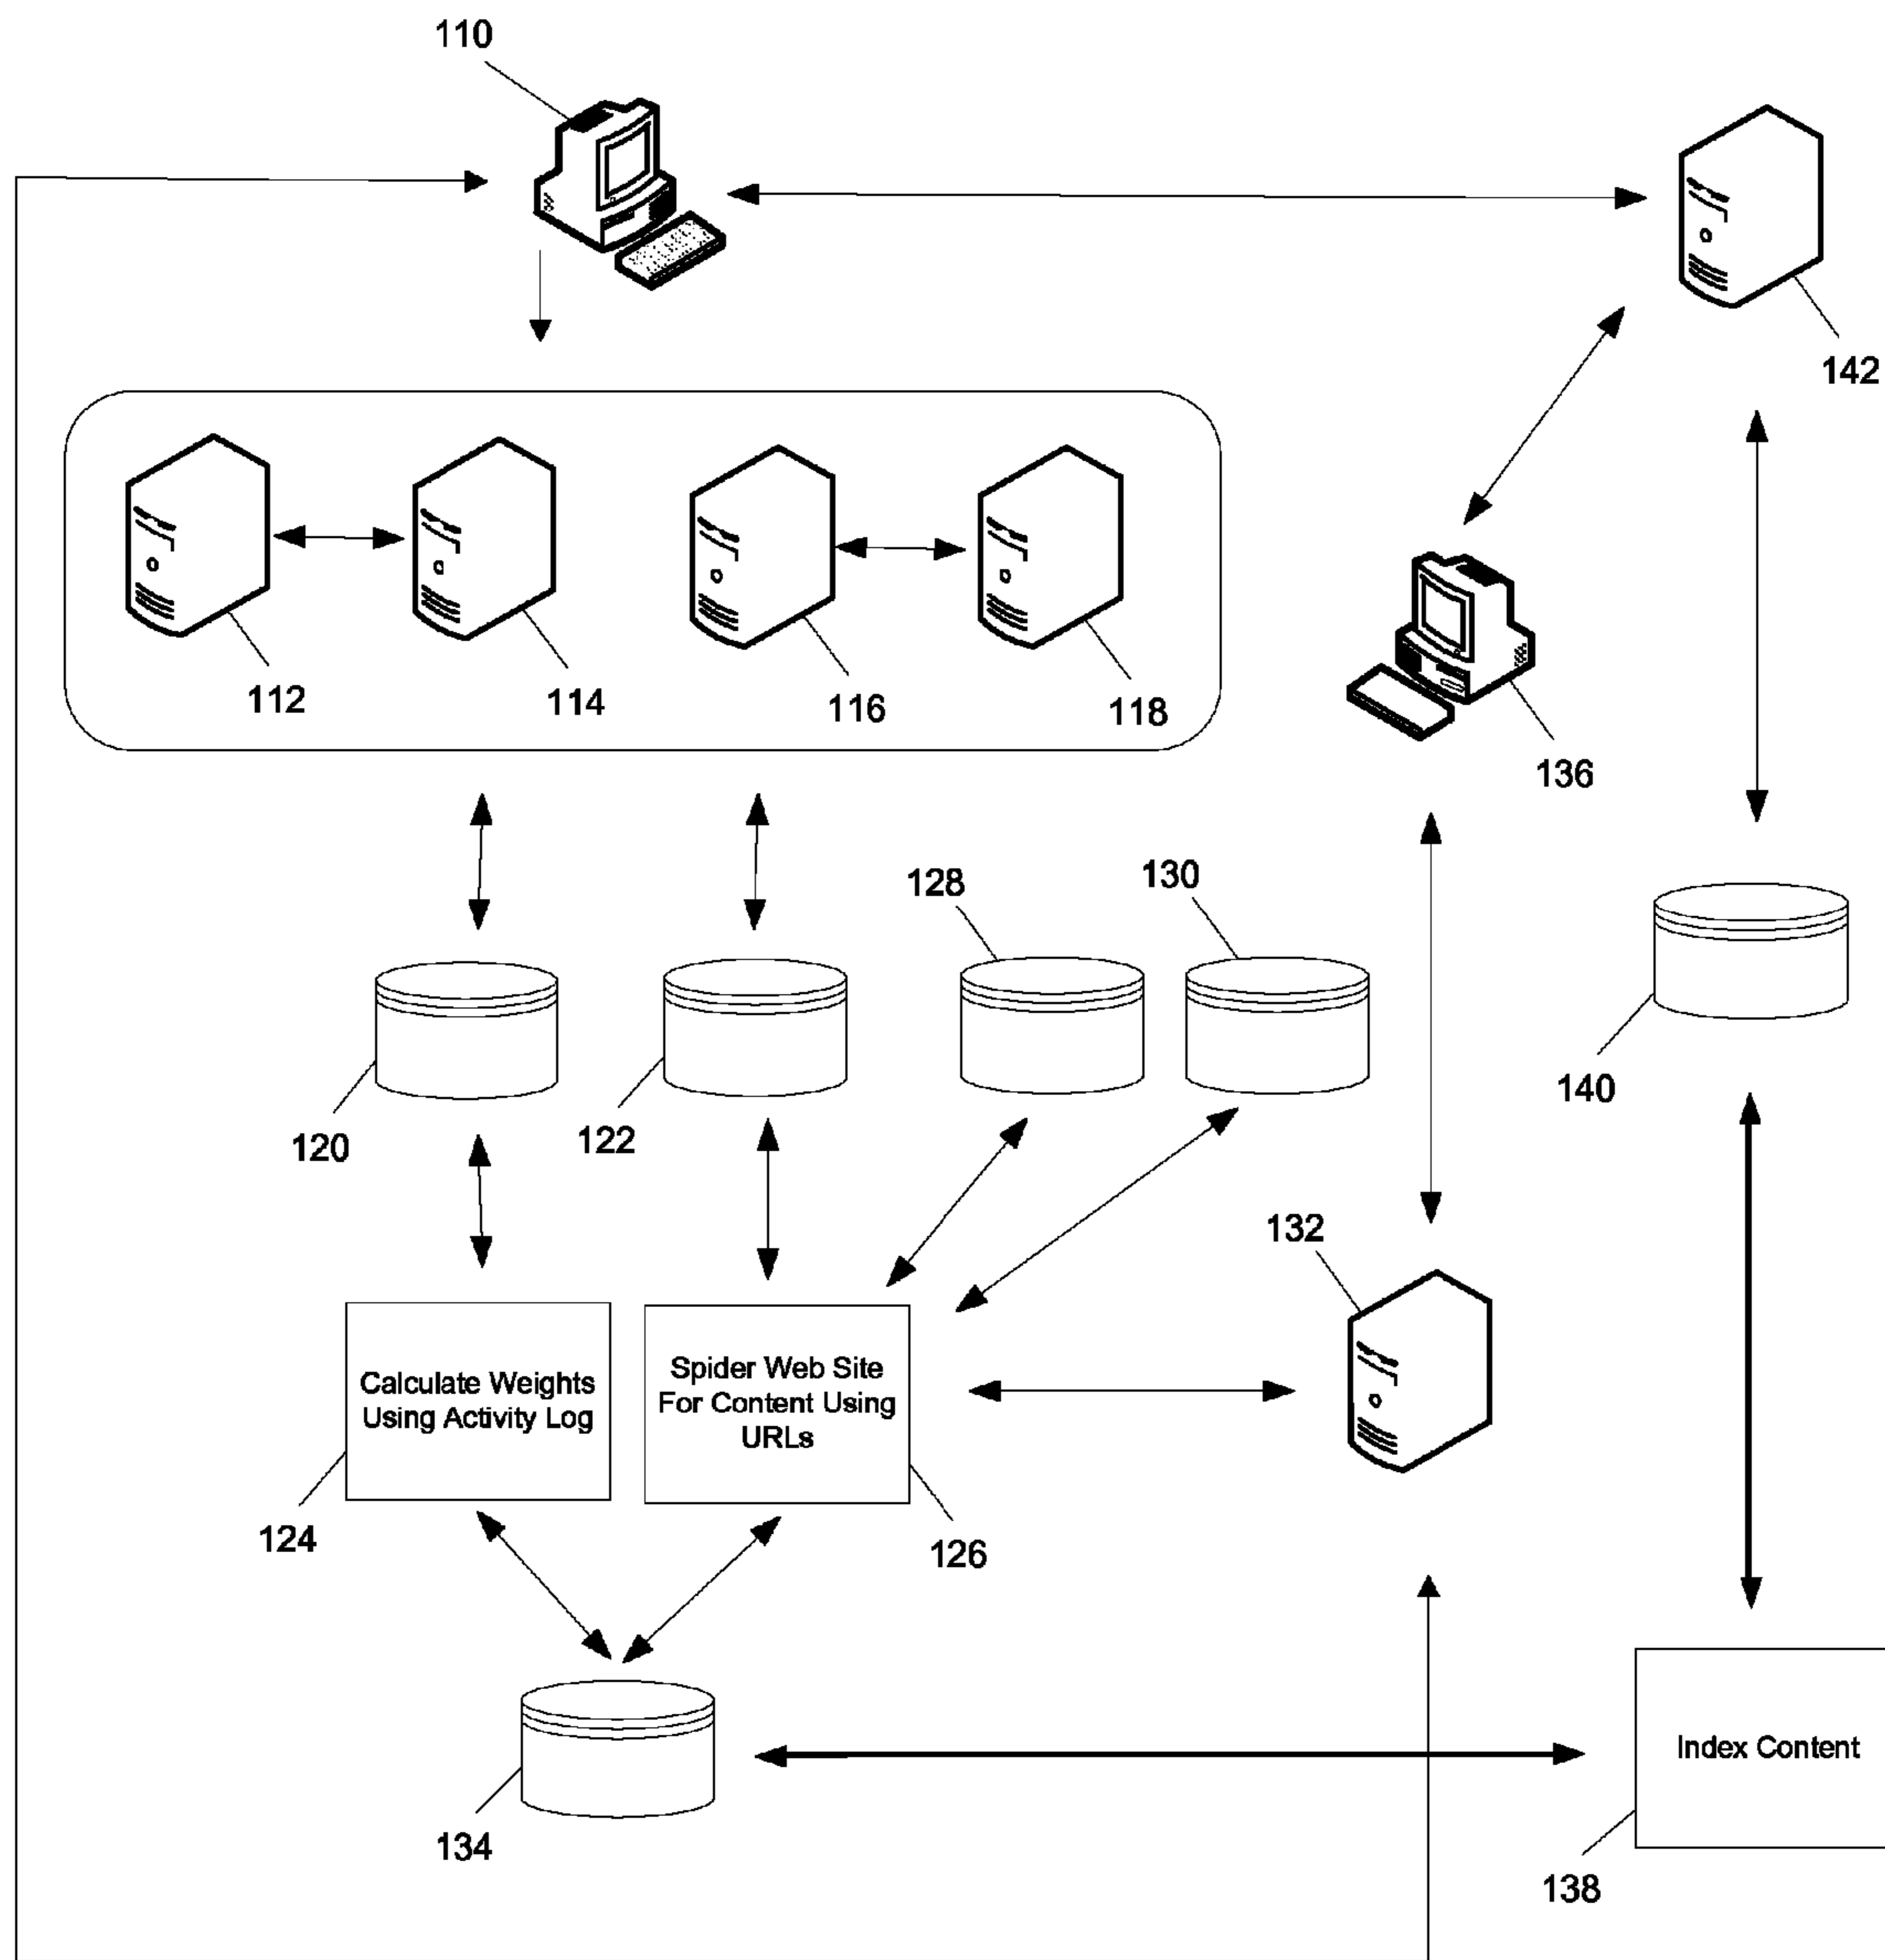 110
142
112
114
116
118
136
128
130
120
122
140
132
Calculate Weights
Using Activity Log
Spider Web Site
For Content Using
URLs
124
126
Index Content
134
138